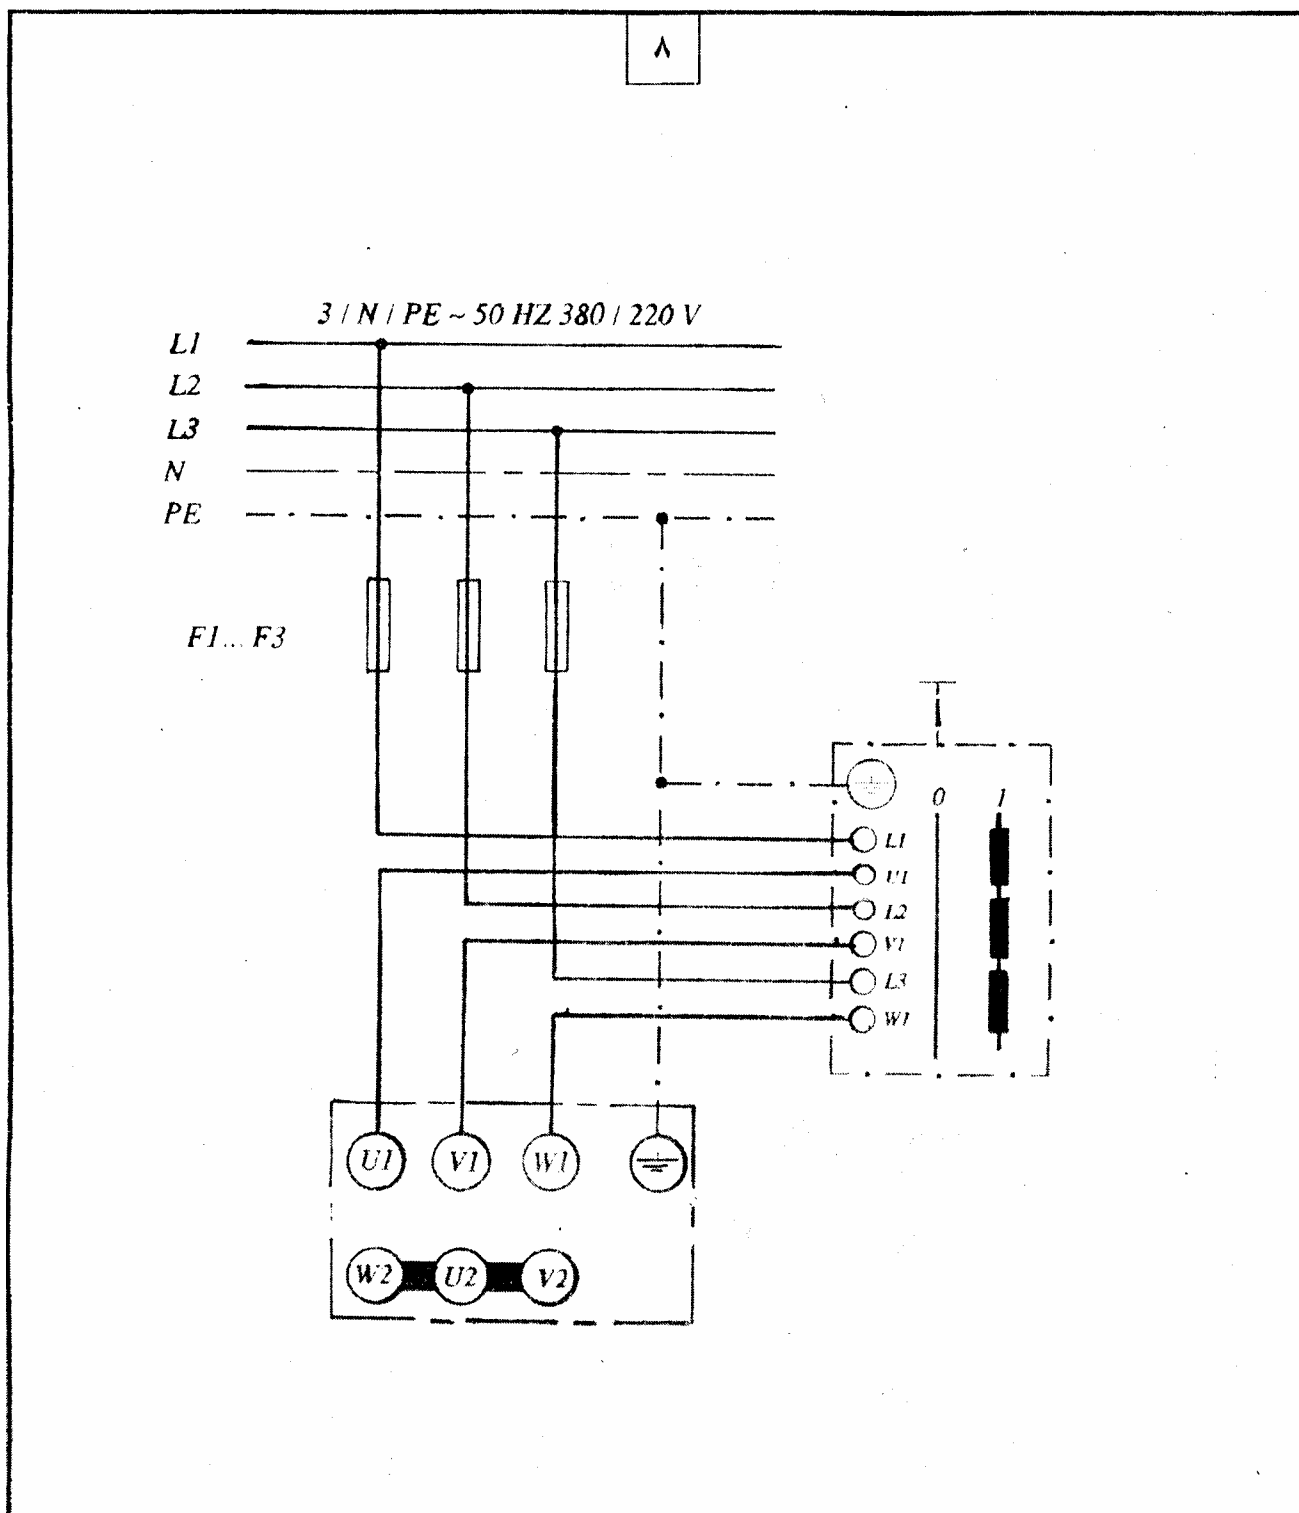 ٨
3 / N / PE ~ 50 HZ 380 / 220 V
L1
L2
L3
N
PE
F1... F3
0 1
L1
U1
L2
V1
L3
W1
U1 V1 W1
W2 U2 V2